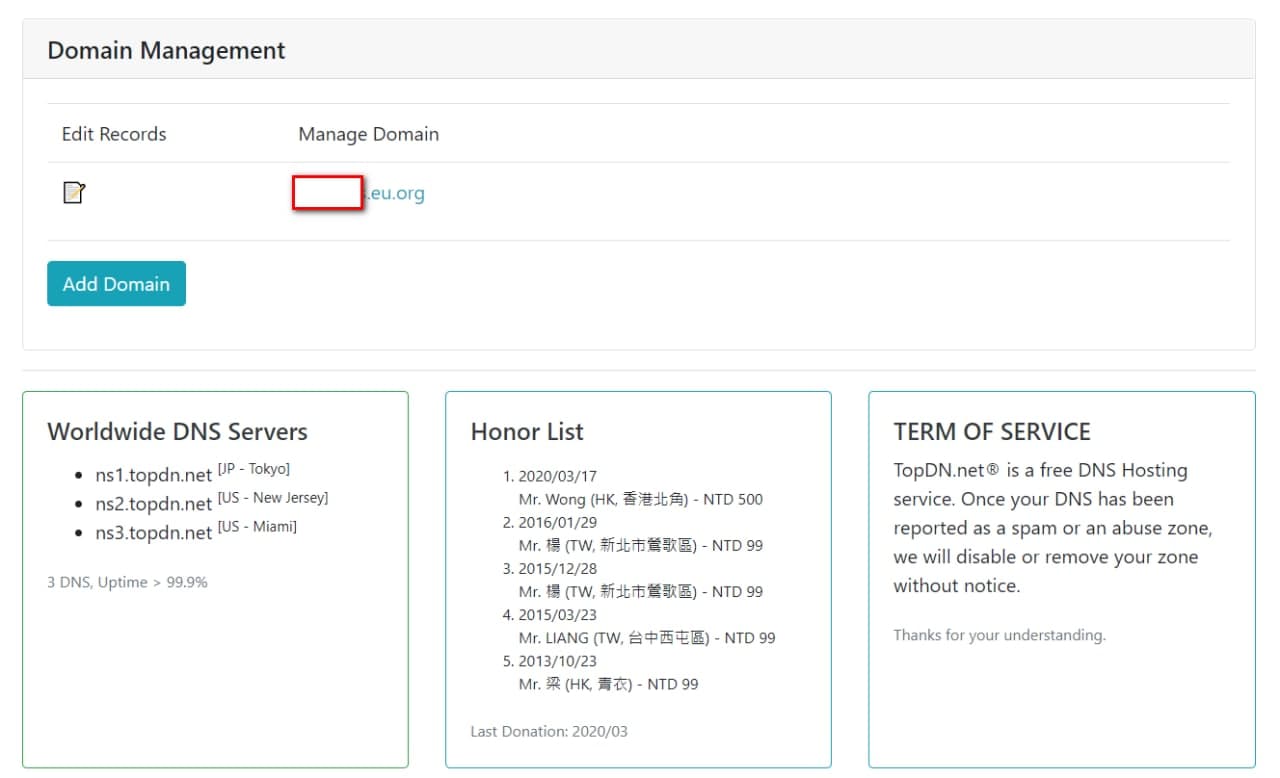 Domain Management
Edit Records
Manage Domain
.eu.org
Add Domain
Worldwide DNS Servers
ns1.topdn.net [JP - Tokyo]
ns2.topdn.net [US - New Jersey]
ns3.topdn.net [US - Miami]
3 DNS, Uptime > 99.9%
Honor List
1. 2020/03/17
Mr. Wong (HK, 香港北角) - NTD 500
2. 2016/01/29
Mr. 楊 (TW, 新北市鶯歌區) - NTD 99
3. 2015/12/28
Mr. 楊 (TW, 新北市鶯歌區) - NTD 99
4. 2015/03/23
Mr. LIANG (TW, 台中西屯區) - NTD 99
5. 2013/10/23
Mr. 梁 (HK, 青衣) - NTD 99
Last Donation: 2020/03
TERM OF SERVICE
TopDN.net® is a free DNS Hosting
service. Once your DNS has been
reported as a spam or an abuse zone,
we will disable or remove your zone
without notice.
Thanks for your understanding.